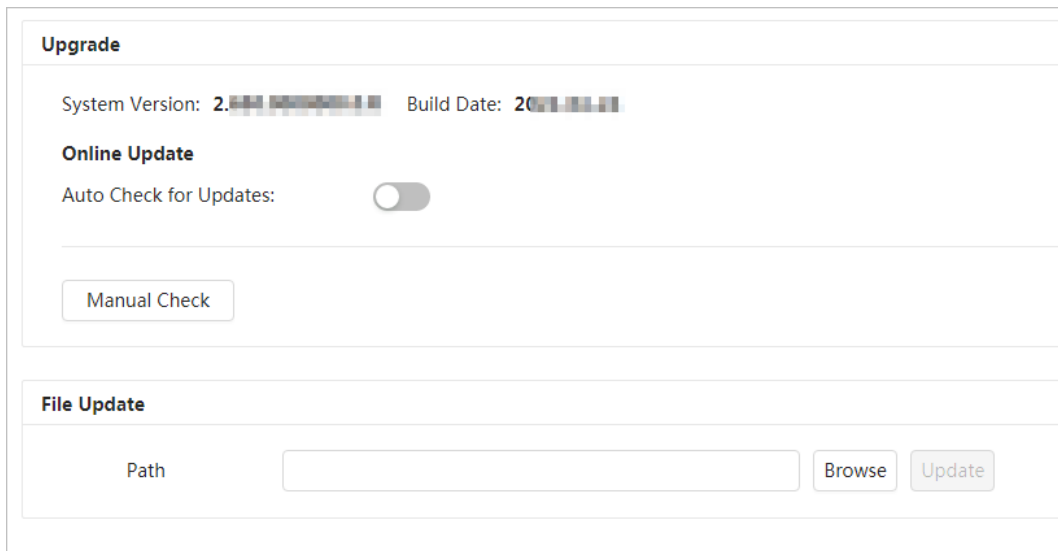 Upgrade
System Version: 2. Build Date: 20
Online Update
Auto Check for Updates:
Manual Check
File Update
Path Browse Update